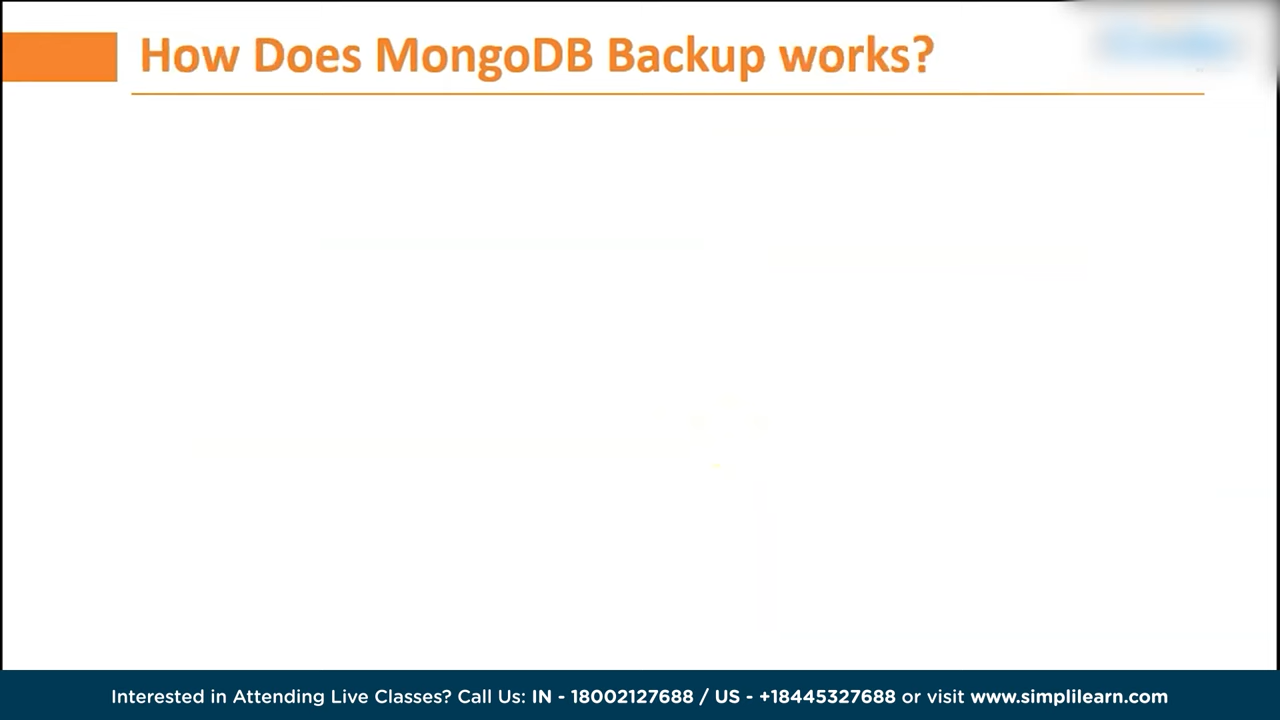 How Does MongoDB Backup works?
Interested in Attending Live Classes? Call Us: IN - 18002127688 / US - +18445327688 or visit www.simplilearn.com